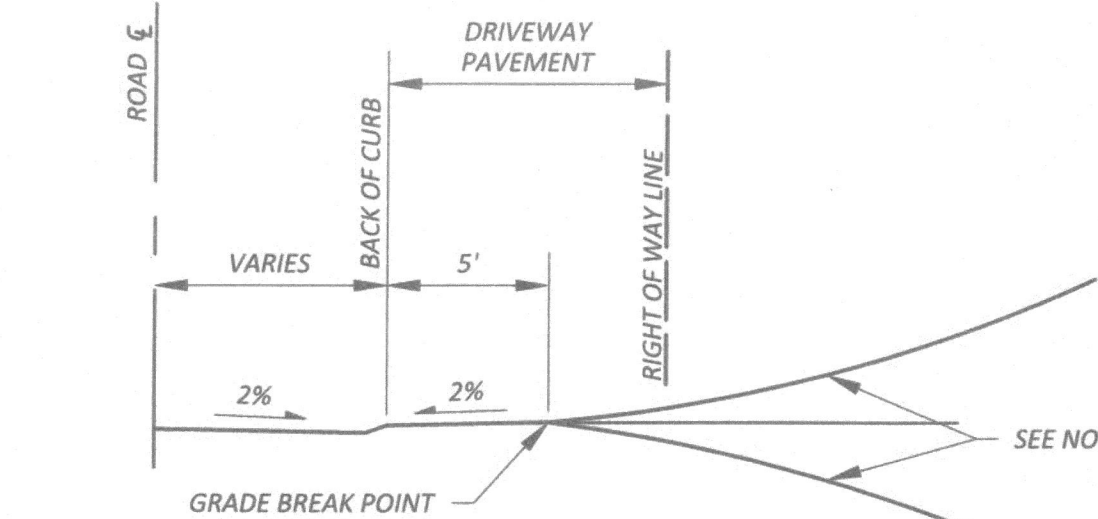 ROAD ℄
DRIVEWAY
PAVEMENT
BACK OF CURB
RIGHT OF WAY LINE
VARIES
5'
2%
2%
SEE NO
GRADE BREAK POINT